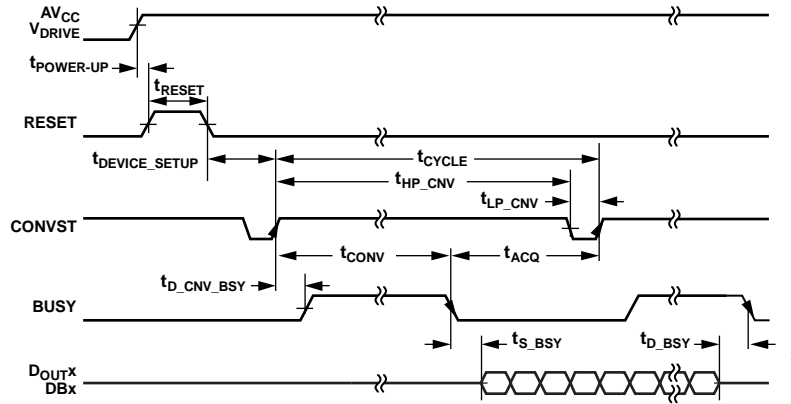 AVCC
VDRIVE
tPOWER-UP
tRESET
RESET
tDEVICE_SETUP
tCYCLE
tHP_CNV
tLP_CNV
CONVST
tCONV
tACQ
tD_CNV_BSY
BUSY
tS_BSY
tD_BSY
DOUTx
DBx